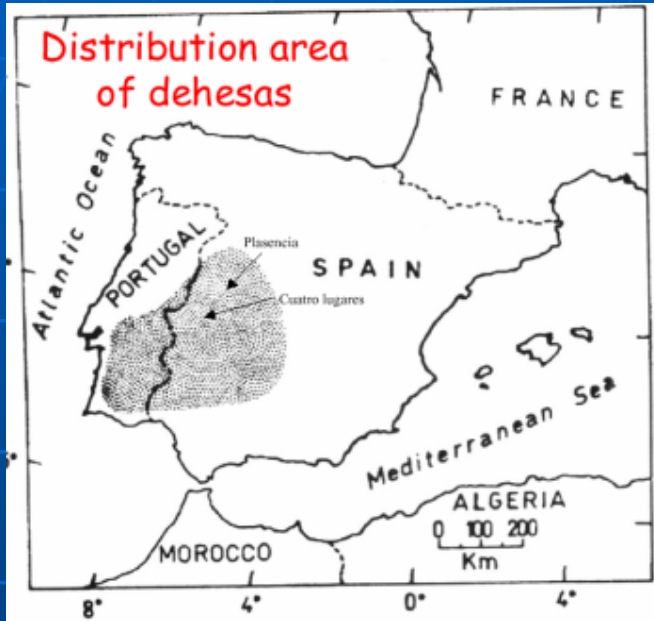 Distribution area
of dehesas
FRANCE
Atlantic Ocean
PORTUGAL
Plasencia
SPAIN
Cuatro lugares
Mediterranean Sea
ALGERIA
0 100 200
Km
MOROCCO
8° 4° 0° 4°